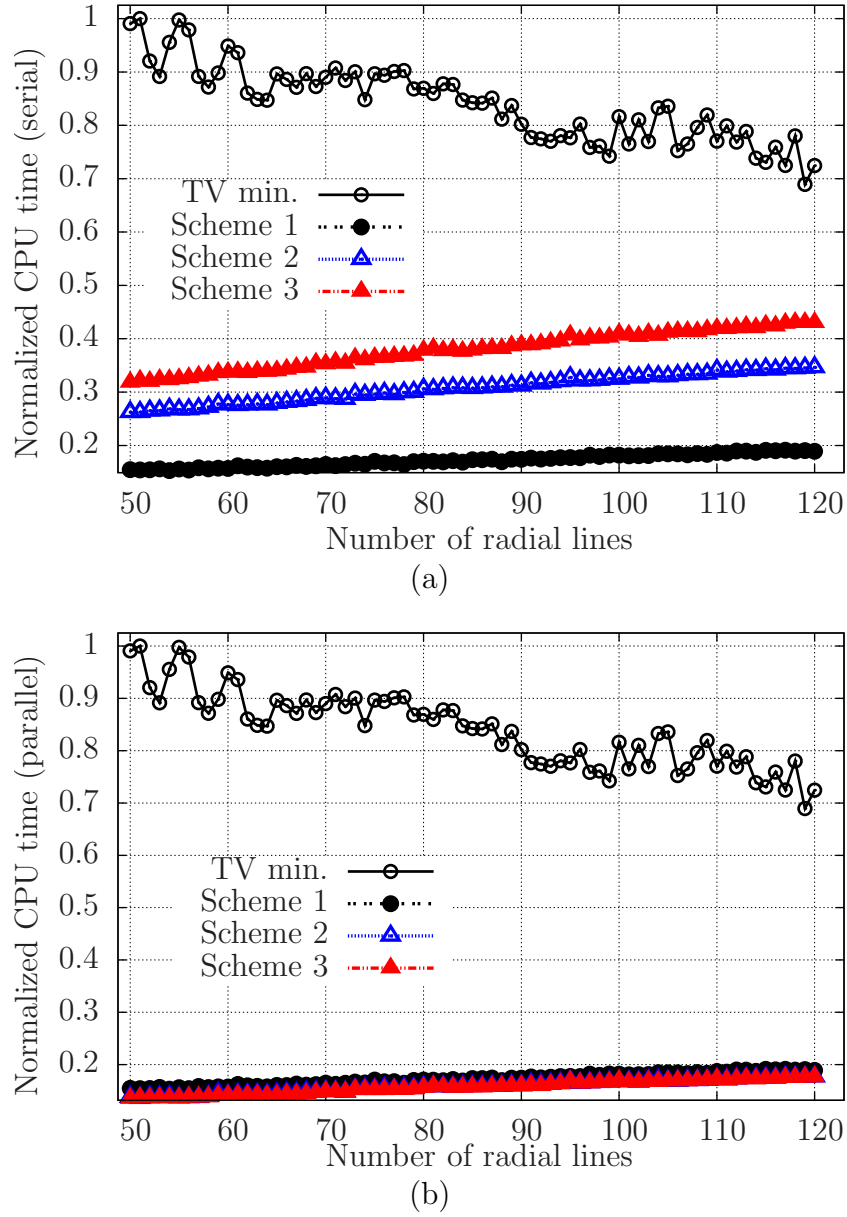 1
0.9
0.8
0.7
0.6
0.5
0.4
0.3
0.2
Normalized CPU time (serial)
TV min.
Scheme 1
Scheme 2
Scheme 3
50 60 70 80 90 100 110 120
Number of radial lines
(a)
1
0.9
0.8
0.7
0.6
0.5
0.4
0.3
0.2
Normalized CPU time (parallel)
TV min.
Scheme 1
Scheme 2
Scheme 3
50 60 70 80 90 100 110 120
Number of radial lines
(b)